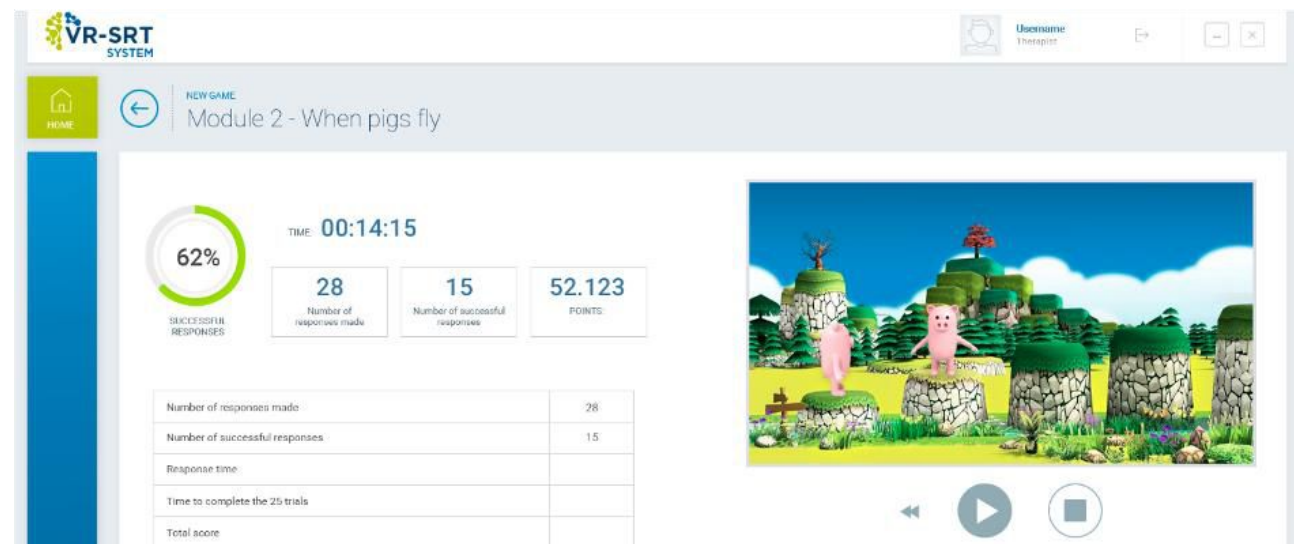 VR-SRT
SYSTEM
Username
Therapist
HOME
NEW GAME
Module 2 - When pigs fly
62%
SUCCESSFUL
RESPONSES
TIME: 00:14:15
28
Number of
responses made
15
Number of successful
responses
52.123
POINTS:
Number of responses made 28
Number of successful responses 15
Response time
Time to complete the 25 trials
Total score